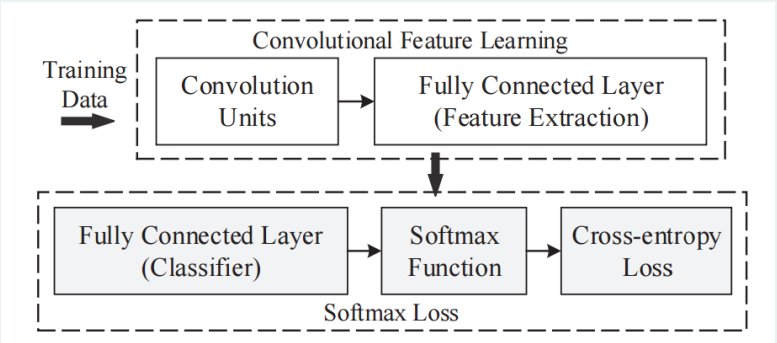 Convolutional Feature Learning
Training
Data
Convolution
Units
Fully Connected Layer
(Feature Extraction)
Fully Connected Layer
(Classifier)
Softmax
Function
Cross-entropy
Loss
Softmax Loss